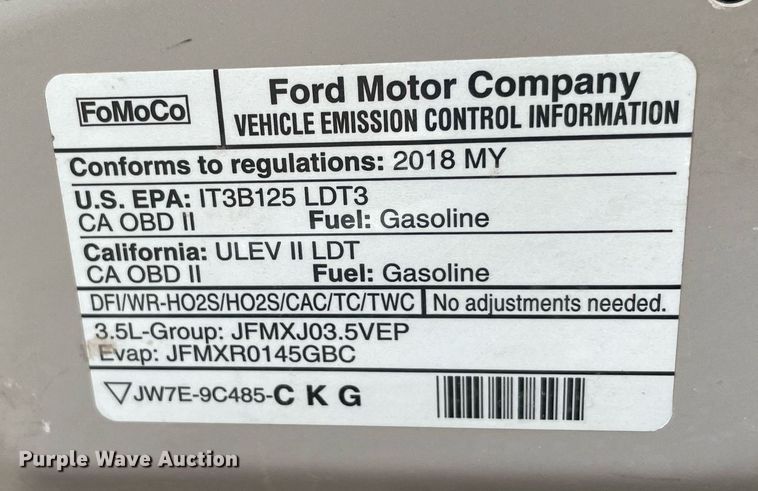 FoMoCo
Ford Motor Company
VEHICLE EMISSION CONTROL INFORMATION
Conforms to regulations: 2018 MY
U.S. EPA: IT3B125 LDT3
CA OBD II Fuel: Gasoline
California: ULEV II LDT
CA OBD II Fuel: Gasoline
DFI/WR-HO2S/HO2S/CAC/TC/TWC No adjustments needed.
3.5L-Group: JFMXJ03.5VEP
Evap: JFMXR0145GBC
▽JW7E-9C485-C K G
Purple Wave Auction